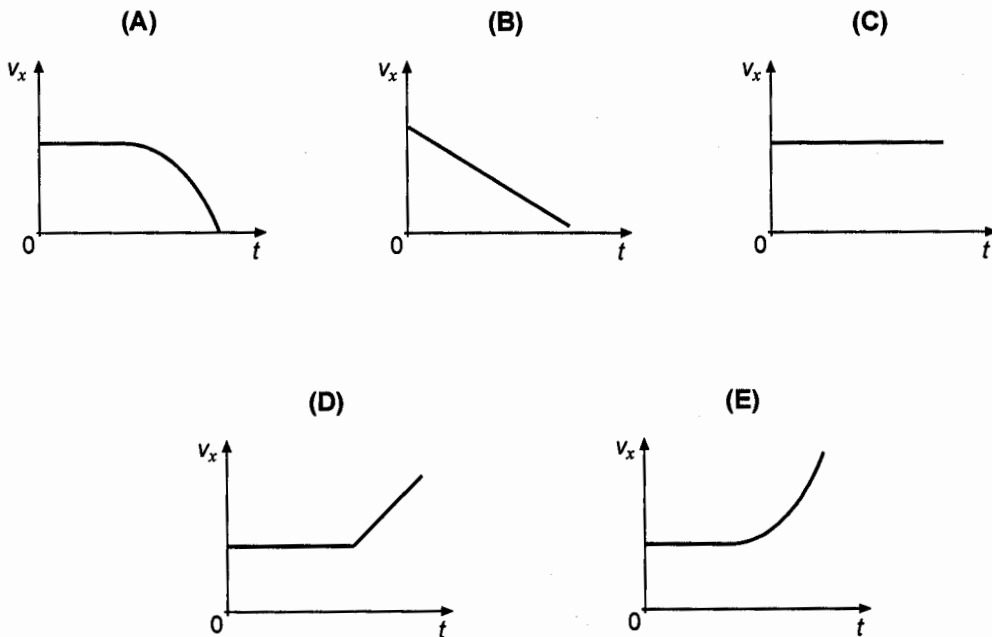 (A) (B) (C)
vₓ vₓ vₓ
0 t 0 t 0 t
(D) (E)
vₓ vₓ
0 t 0 t